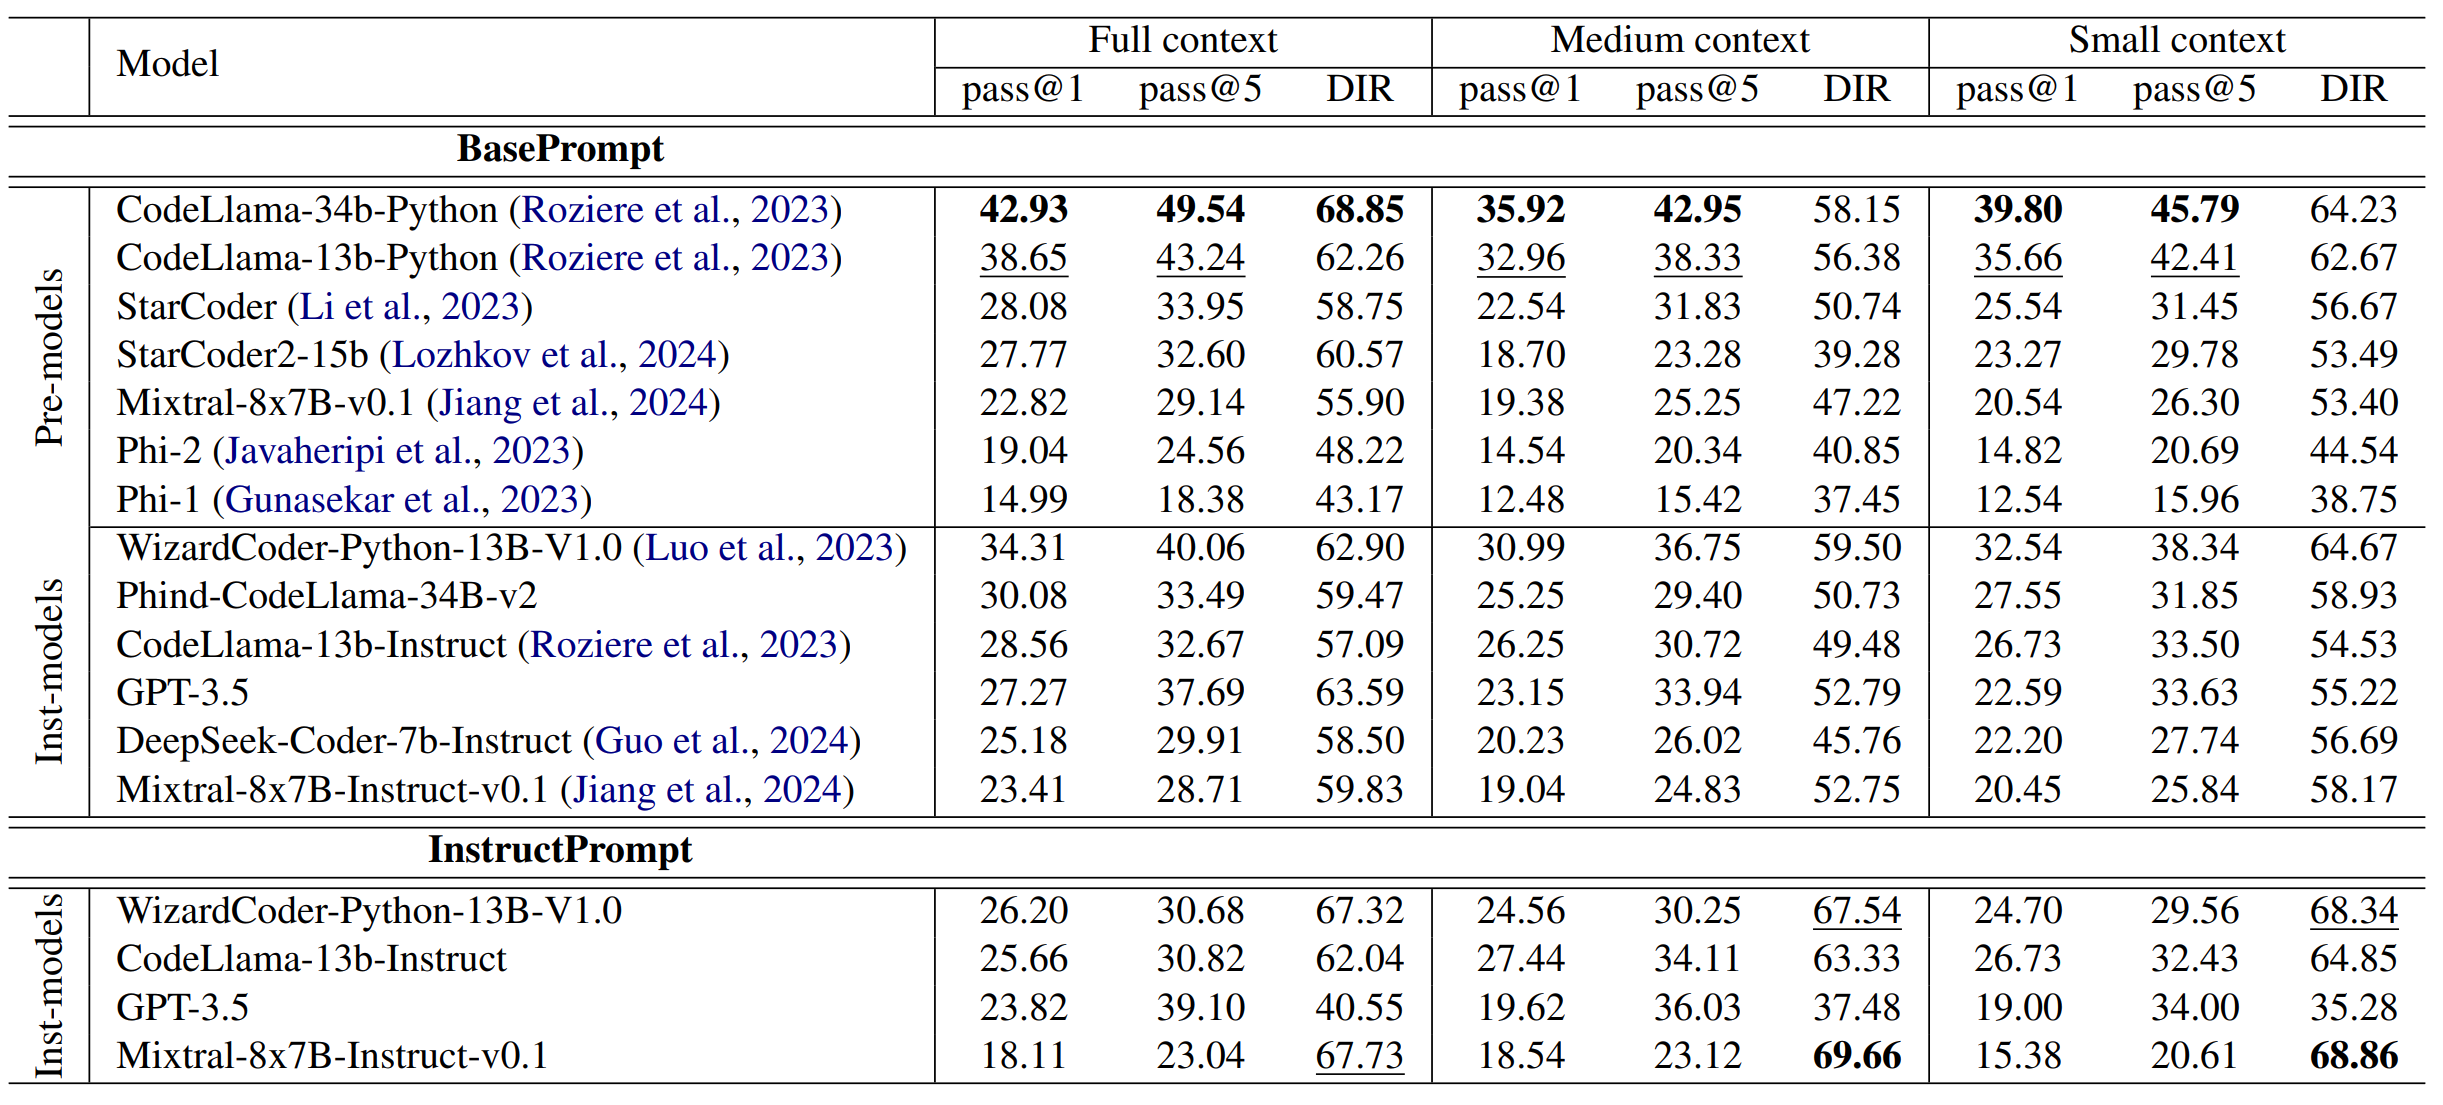 Model Full context Medium context Small context
pass@1 pass@5 DIR pass@1 pass@5 DIR pass@1 pass@5 DIR
BasePrompt
Pre-models
CodeLlama-34b-Python (Roziere et al., 2023) 42.93 49.54 68.85 35.92 42.95 58.15 39.80 45.79 64.23
CodeLlama-13b-Python (Roziere et al., 2023) 38.65 43.24 62.26 32.96 38.33 56.38 35.66 42.41 62.67
StarCoder (Li et al., 2023) 28.08 33.95 58.75 22.54 31.83 50.74 25.54 31.45 56.67
StarCoder2-15b (Lozhkov et al., 2024) 27.77 32.60 60.57 18.70 23.28 39.28 23.27 29.78 53.49
Mixtral-8x7B-v0.1 (Jiang et al., 2024) 22.82 29.14 55.90 19.38 25.25 47.22 20.54 26.30 53.40
Phi-2 (Javaheripi et al., 2023) 19.04 24.56 48.22 14.54 20.34 40.85 14.82 20.69 44.54
Phi-1 (Gunasekar et al., 2023) 14.99 18.38 43.17 12.48 15.42 37.45 12.54 15.96 38.75
Inst-models
WizardCoder-Python-13B-V1.0 (Luo et al., 2023) 34.31 40.06 62.90 30.99 36.75 59.50 32.54 38.34 64.67
Phind-CodeLlama-34B-v2 30.08 33.49 59.47 25.25 29.40 50.73 27.55 31.85 58.93
CodeLlama-13b-Instruct (Roziere et al., 2023) 28.56 32.67 57.09 26.25 30.72 49.48 26.73 33.50 54.53
GPT-3.5 27.27 37.69 63.59 23.15 33.94 52.79 22.59 33.63 55.22
DeepSeek-Coder-7b-Instruct (Guo et al., 2024) 25.18 29.91 58.50 20.23 26.02 45.76 22.20 27.74 56.69
Mixtral-8x7B-Instruct-v0.1 (Jiang et al., 2024) 23.41 28.71 59.83 19.04 24.83 52.75 20.45 25.84 58.17
InstructPrompt
Inst-models
WizardCoder-Python-13B-V1.0 26.20 30.68 67.32 24.56 30.25 67.54 24.70 29.56 68.34
CodeLlama-13b-Instruct 25.66 30.82 62.04 27.44 34.11 63.33 26.73 32.43 64.85
GPT-3.5 23.82 39.10 40.55 19.62 36.03 37.48 19.00 34.00 35.28
Mixtral-8x7B-Instruct-v0.1 18.11 23.04 67.73 18.54 23.12 69.66 15.38 20.61 68.86